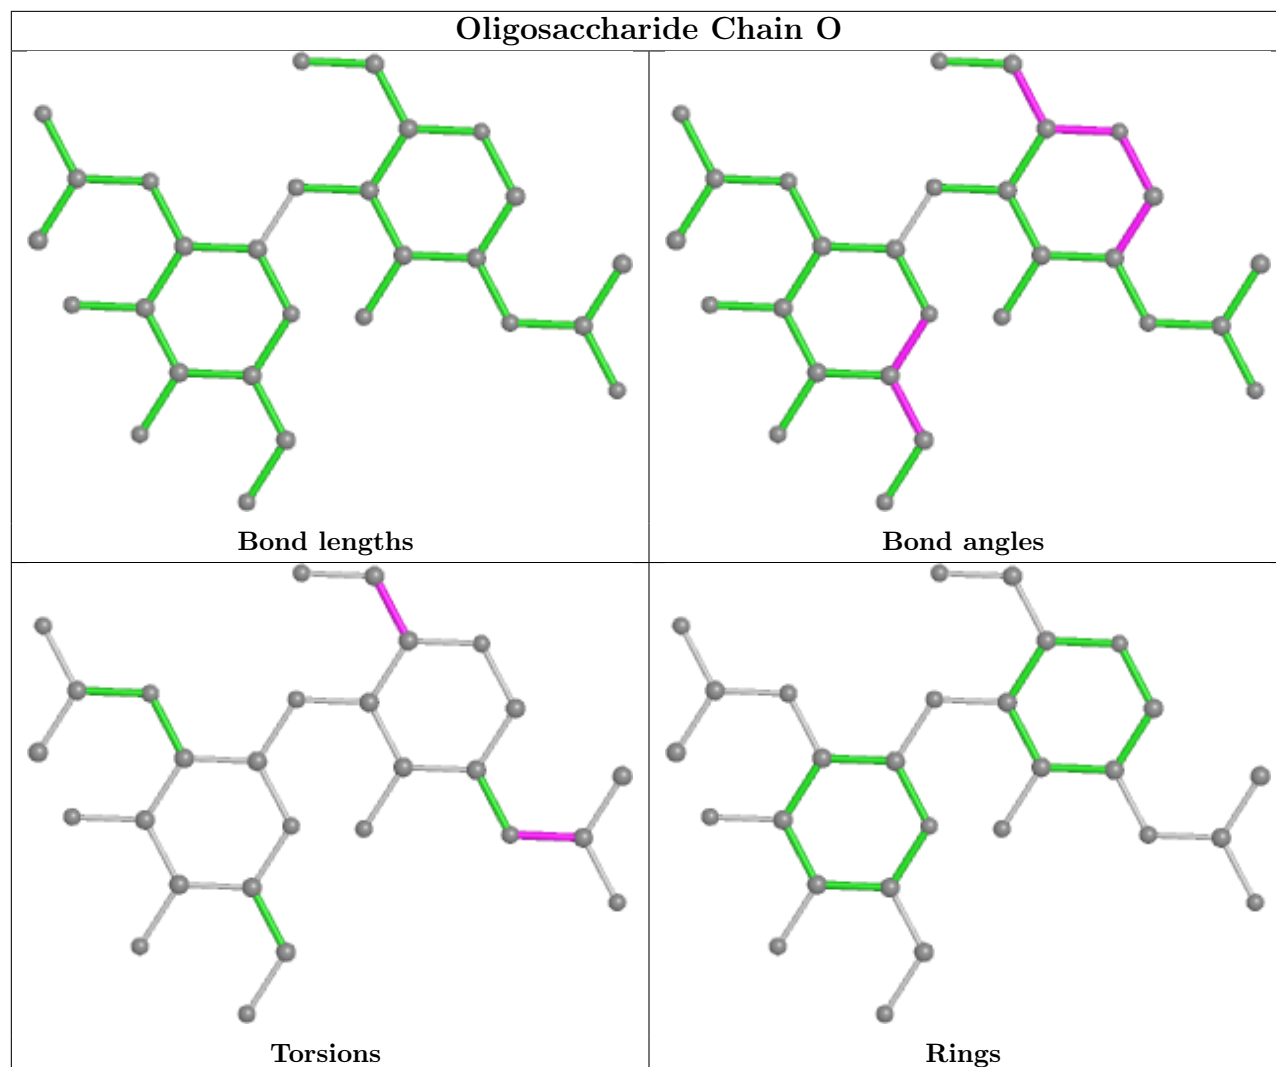 Oligosaccharide Chain O
Bond lengths
Bond angles
Torsions
Rings